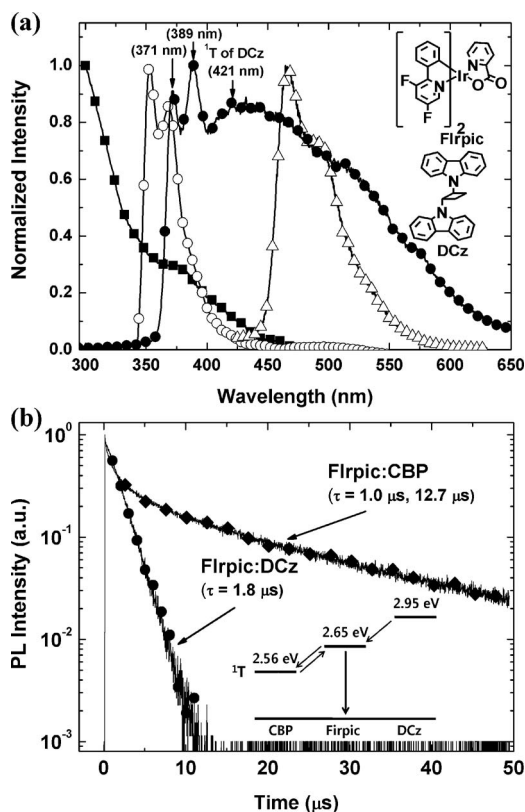 (a)
(389 nm)
(371 nm)
¹T of DCz
(421 nm)
F
F
N
Ir
N
O
O
2
FIrpic
N
N
DCz
Normalized Intensity
1.0
0.8
0.6
0.4
0.2
0.0
300 350 400 450 500 550 600 650
Wavelength (nm)
(b)
PL Intensity (a.u.)
10⁰
10⁻¹
10⁻²
10⁻³
FIrpic:CBP
(τ = 1.0 μs, 12.7 μs)
FIrpic:DCz
(τ = 1.8 μs)
2.95 eV
2.65 eV
2.56 eV
¹T
CBP Firpic DCz
0 10 20 30 40 50
Time (μs)